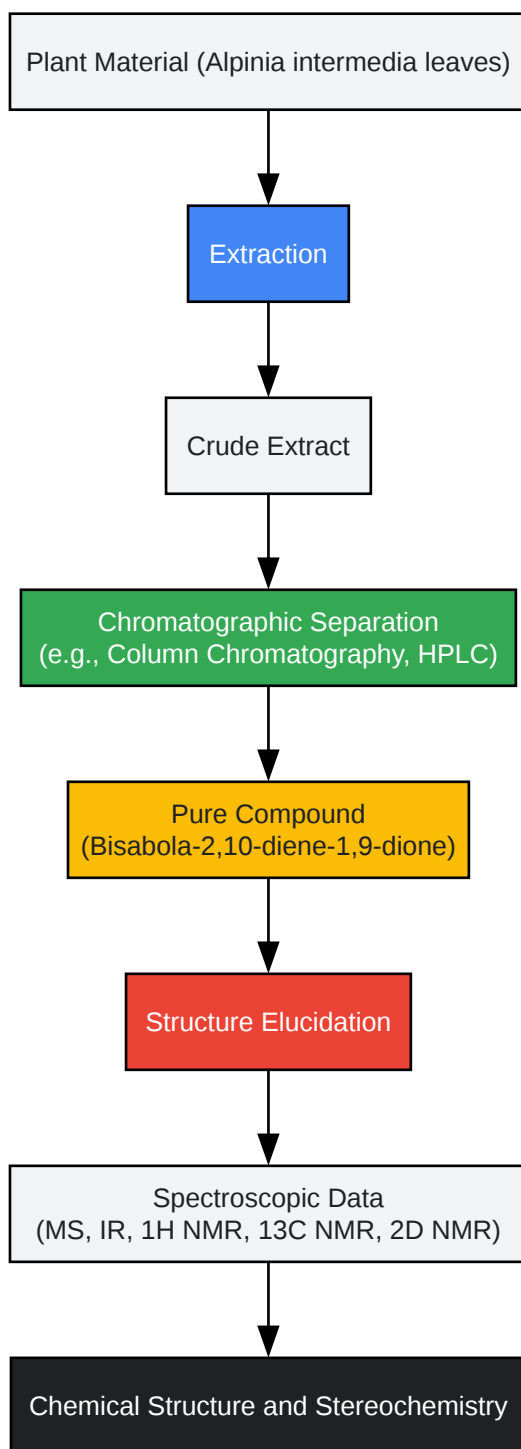 Plant Material (Alpinia intermedia leaves)
Extraction
Crude Extract
Chromatographic Separation
(e.g., Column Chromatography, HPLC)
Pure Compound
(Bisabola-2,10-diene-1,9-dione)
Structure Elucidation
Spectroscopic Data
(MS, IR, 1H NMR, 13C NMR, 2D NMR)
Chemical Structure and Stereochemistry